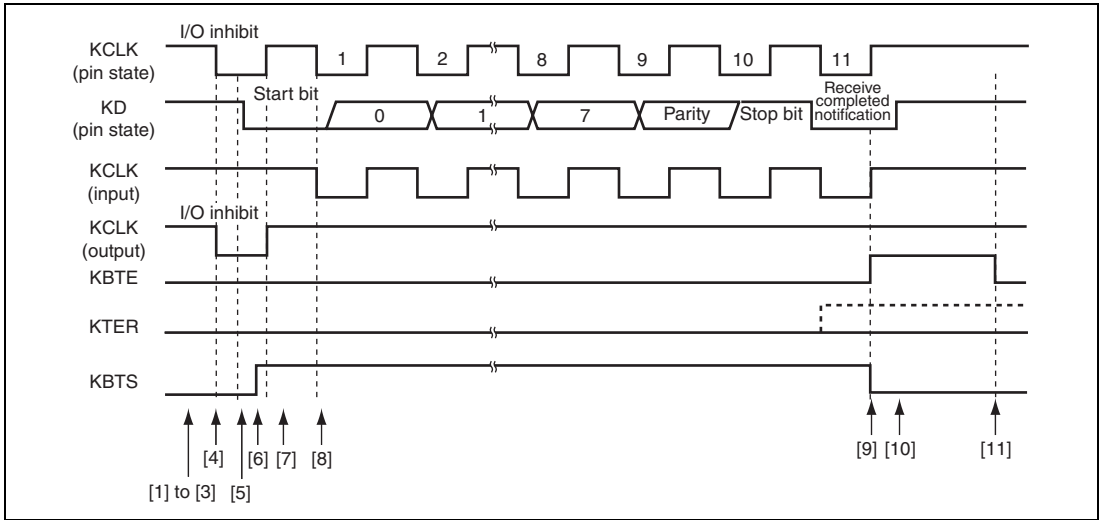 I/O inhibit
KCLK
(pin state)
1 2 8 9 10 11
KD
(pin state)
Start bit
0 1 7 Parity Stop bit
Receive
completed
notification
KCLK
(input)
I/O inhibit
KCLK
(output)
KBTE
KTER
KBTS
[4] [6] [7] [8] [9] [10] [11]
[1] to [3] [5]